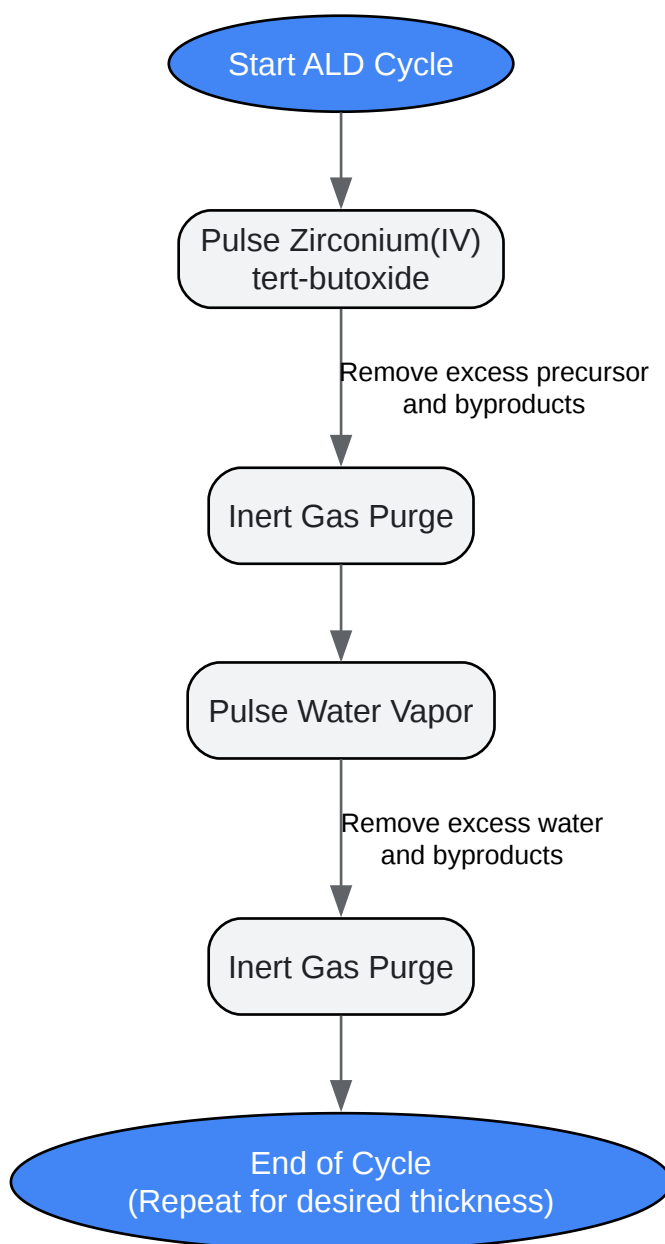 Start ALD Cycle
Pulse Zirconium(IV)
tert-butoxide
Remove excess precursor
and byproducts
Inert Gas Purge
Pulse Water Vapor
Remove excess water
and byproducts
Inert Gas Purge
End of Cycle
(Repeat for desired thickness)